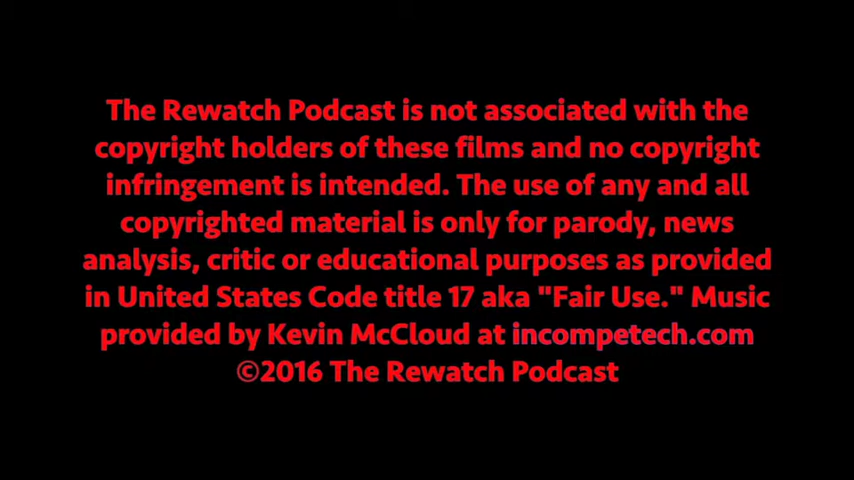 The Rewatch Podcast is not associated with the
copyright holders of these films and no copyright
infringement is intended. The use of any and all
copyrighted material is only for parody, news
analysis, critic or educational purposes as provided
in United States Code title 17 aka "Fair Use." Music
provided by Kevin McCloud at incompetech.com
©2016 The Rewatch Podcast